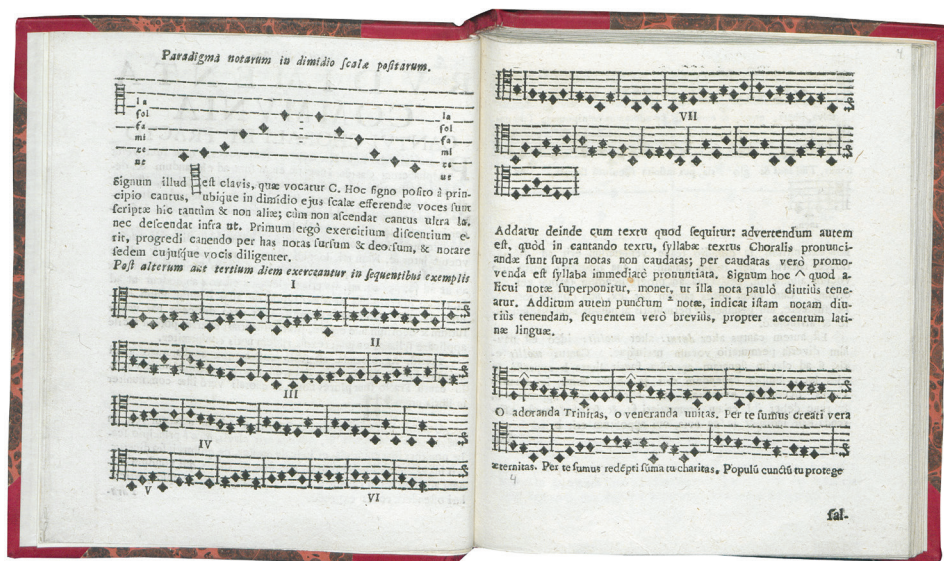 Paradigma notarum in dimidio ſcalæ poſitarum.
la la
ſol ſol
fa fa
mi mi
re re
ut ut
Signum illud eſt clavis, quæ vocatur C. Hoc ſigno poſito à prin-
cipio cantus, ubique in dimidio ejus ſcalæ efferendæ voces ſunt
ſcriptæ hic tantùm & non aliæ; cùm non aſcendat cantus ultra la,
nec deſcendat infra ut. Primum ergò exercitium diſcentium e-
rit, progredi canendo per has notas ſurſum & deorſum, & notare
ſedem cujuſque vocis diligenter.
Poſt alterum aut tertium diem exerceantur in ſequentibus exemplis
I
II
III
IV
V VI
4
VII
Addatur deinde cum textu quod ſequitur: advertendum autem
eſt, quòd in cantando textu, ſyllabæ textus Choralis pronunci-
andæ ſunt ſupra notas non caudatas; per caudatas verò promo-
venda eſt ſyllaba immediatè pronuntiata. Signum hoc ^ quod a-
licui notæ ſuperponitur, monet, ut illa nota paulò diutius tene-
atur. Additum autem punctum notæ, indicat iſtam notam diu-
tiùs tenendam, ſequentem verò breviùs, propter accentum lati-
næ linguæ.
O adoranda Trinitas, o veneranda unitas. Per te ſumus creati vera
æternitas. Per te ſumus redẽpti ſũma tu charitas. Populũ cunctũ tu protege
4
ſal-